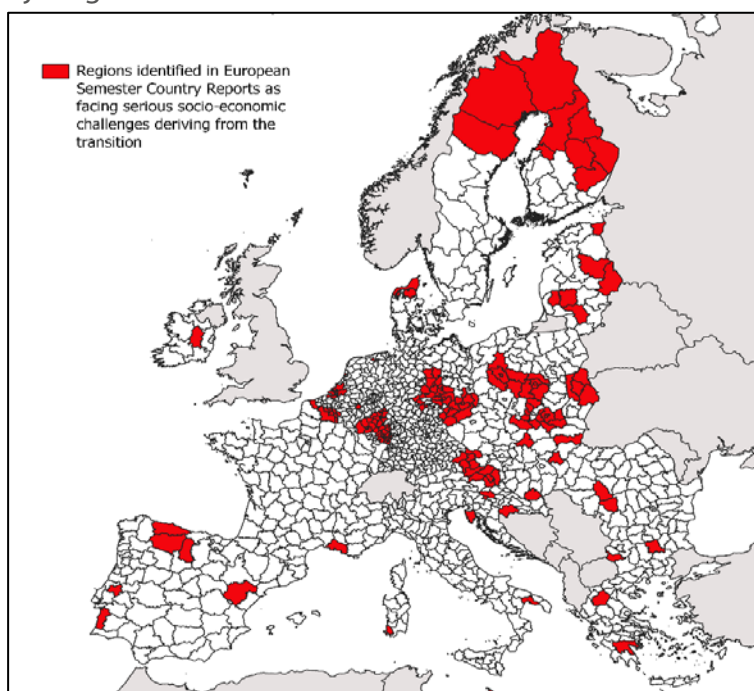 Regions identified in European
Semester Country Reports as
facing serious socio-economic
challenges deriving from the
transition